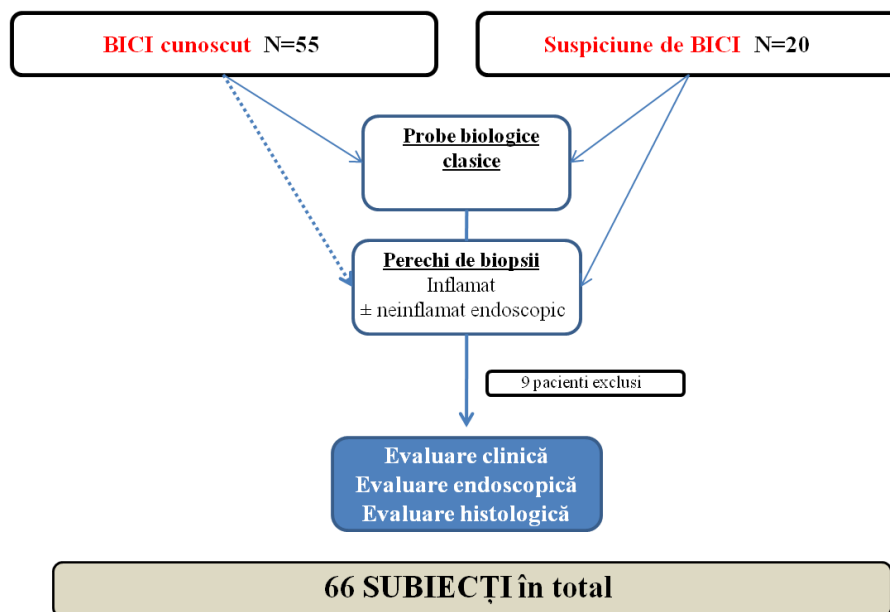 BICI cunoscut N=55
Suspiciune de BICI N=20
Probe biologice
clasice
Perechi de biopsii
Inflamat
± neinflamat endoscopic
9 pacienti exclusi
Evaluare clinică
Evaluare endoscopică
Evaluare histologică
66 SUBIECȚI în total